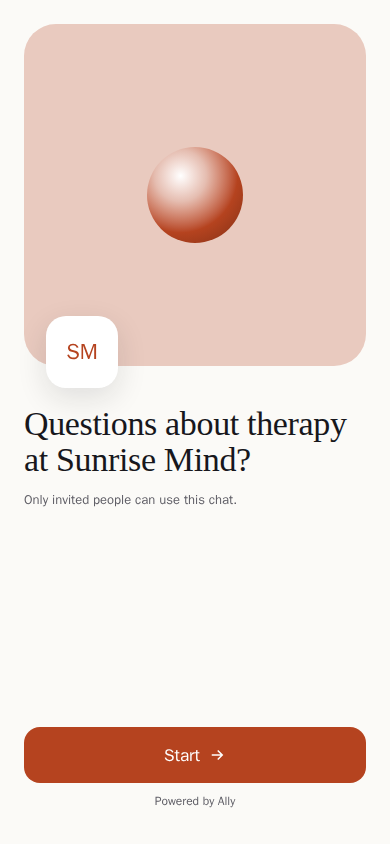 SM
Questions about therapy
at Sunrise Mind?
Only invited people can use this chat.
Start →
Powered by Ally